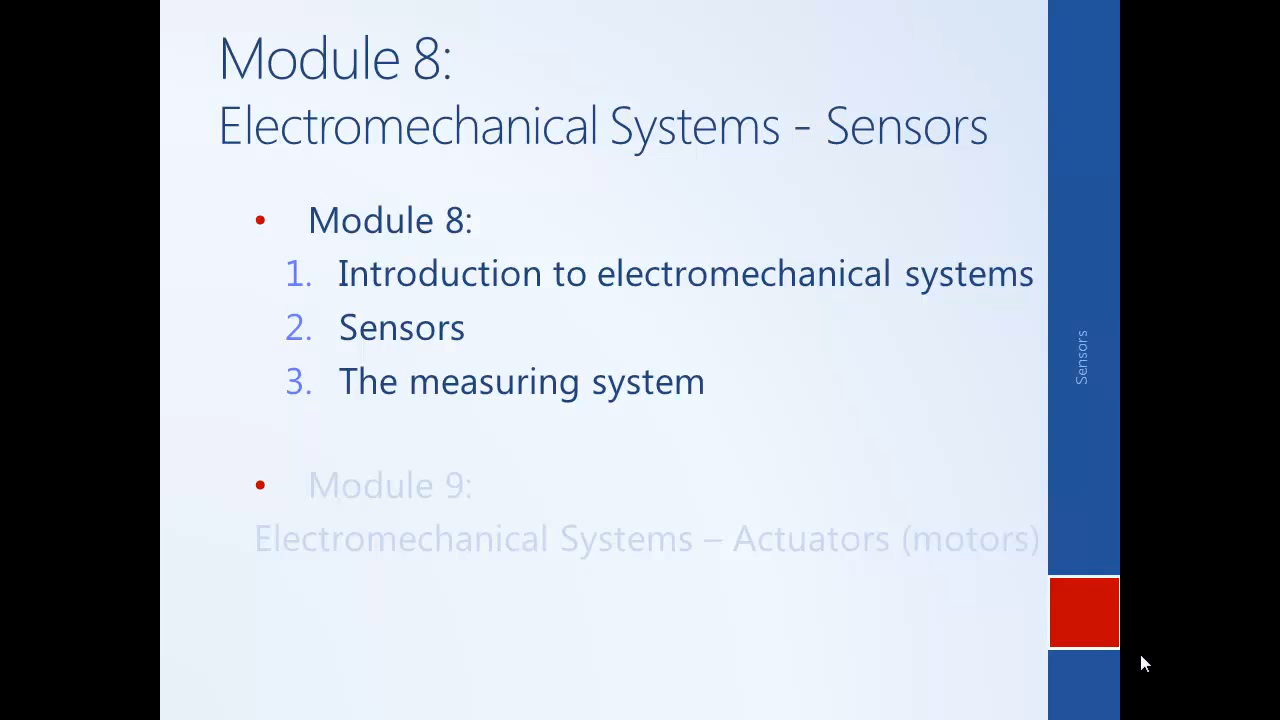 Module 8:
Electromechanical Systems - Sensors
• Module 8:
1. Introduction to electromechanical systems
2. Sensors
3. The measuring system
• Module 9:
Electromechanical Systems – Actuators (motors)
Sensors